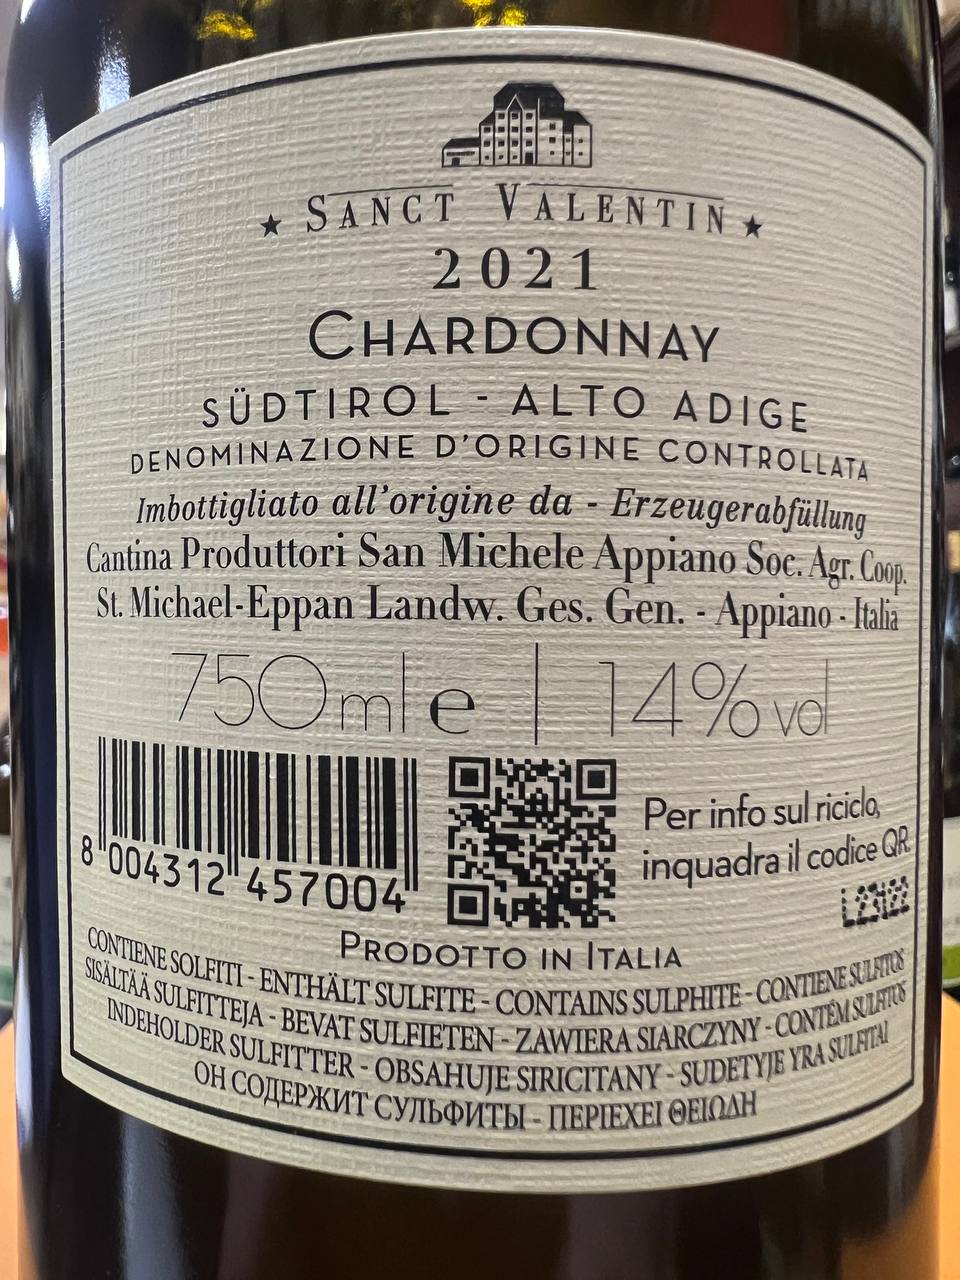 ★ SANCT VALENTIN ★
2021
CHARDONNAY
SÜDTIROL - ALTO ADIGE
DENOMINAZIONE D'ORIGINE CONTROLLATA
Imbottigliato all'origine da - Erzeugerabfüllung
Cantina Produttori San Michele Appiano Soc. Agr. Coop.
St. Michael-Eppan Landw. Ges. Gen. - Appiano - Italia
750 ml e | 14% vol
8 004312 457004
Per info sul riciclo,
inquadra il codice QR.
L23122
PRODOTTO IN ITALIA
CONTIENE SOLFITI - ENTHÄLT SULFITE - CONTAINS SULPHITE - CONTIENE SULFITOS
SISÄLTÄÄ SULFITTEJA - BEVAT SULFIETEN - ZAWIERA SIARCZYNY - CONTÉM SULFITOS
INDEHOLDER SULFITTER - OBSAHUJE SIRICITANY - SUDETYJE YRA SULFITAI
ОН СОДЕРЖИТ СУЛЬФИТЫ - ΠΕΡΙΕΧΕΙ ΘΕΙΩΔΗ